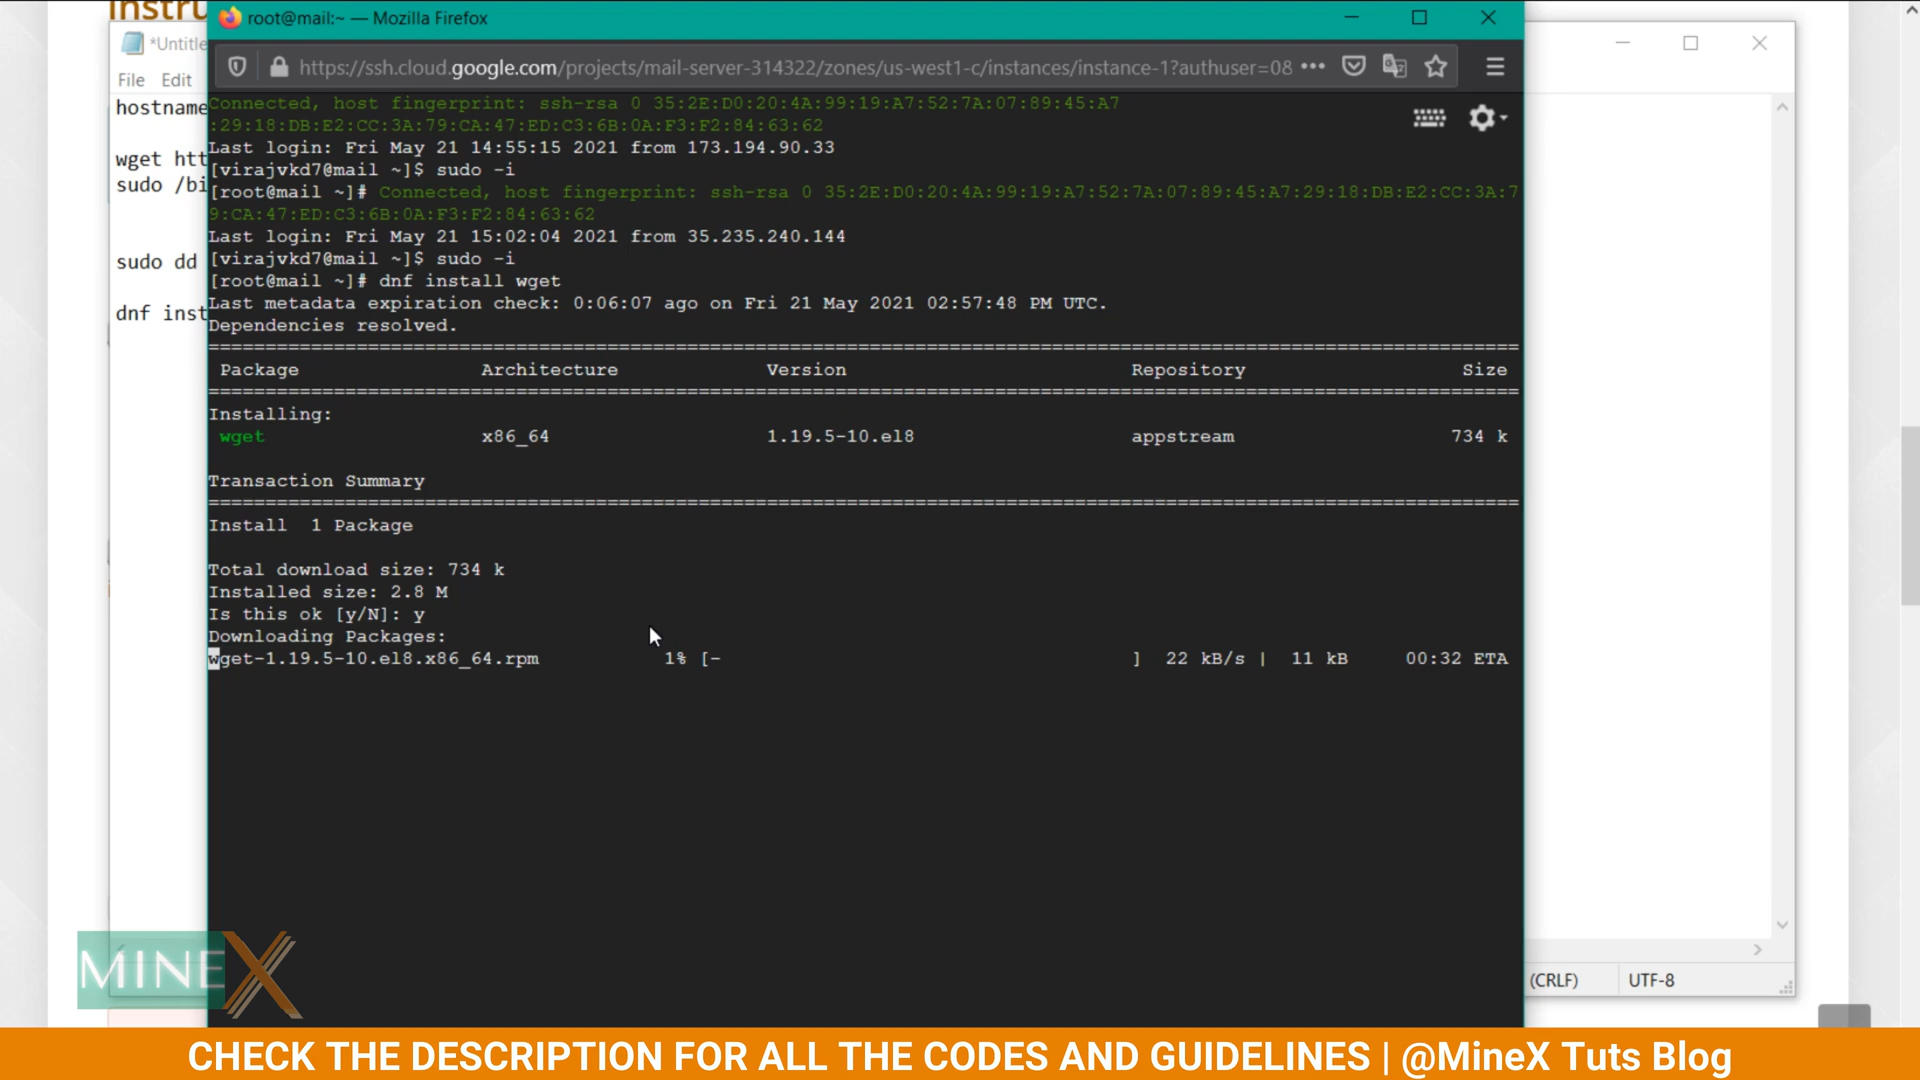 Instru
root@mail:~ — Mozilla Firefox
*Untitle
File Edit
https://ssh.cloud.google.com/projects/mail-server-314322/zones/us-west1-c/instances/instance-1?authuser=08
hostname
wget htt
sudo /bi
sudo dd
dnf inst
Connected, host fingerprint: ssh-rsa 0 35:2E:D0:20:4A:99:19:A7:52:7A:07:89:45:A7
:29:18:DB:E2:CC:3A:79:CA:47:ED:C3:6B:0A:F3:F2:84:63:62
Last login: Fri May 21 14:55:15 2021 from 173.194.90.33
[virajvkd7@mail ~]$ sudo -i
[root@mail ~]# Connected, host fingerprint: ssh-rsa 0 35:2E:D0:20:4A:99:19:A7:52:7A:07:89:45:A7:29:18:DB:E2:CC:3A:7
9:CA:47:ED:C3:6B:0A:F3:F2:84:63:62
Last login: Fri May 21 15:02:04 2021 from 35.235.240.144
[virajvkd7@mail ~]$ sudo -i
[root@mail ~]# dnf install wget
Last metadata expiration check: 0:06:07 ago on Fri 21 May 2021 02:57:48 PM UTC.
Dependencies resolved.
Package Architecture Version Repository Size
Installing:
wget x86_64 1.19.5-10.el8 appstream 734 k
Transaction Summary
Install 1 Package
Total download size: 734 k
Installed size: 2.8 M
Is this ok [y/N]: y
Downloading Packages:
wget-1.19.5-10.el8.x86_64.rpm 1% [- ] 22 kB/s | 11 kB 00:32 ETA
MINEX
(CRLF) UTF-8
CHECK THE DESCRIPTION FOR ALL THE CODES AND GUIDELINES | @MineX Tuts Blog